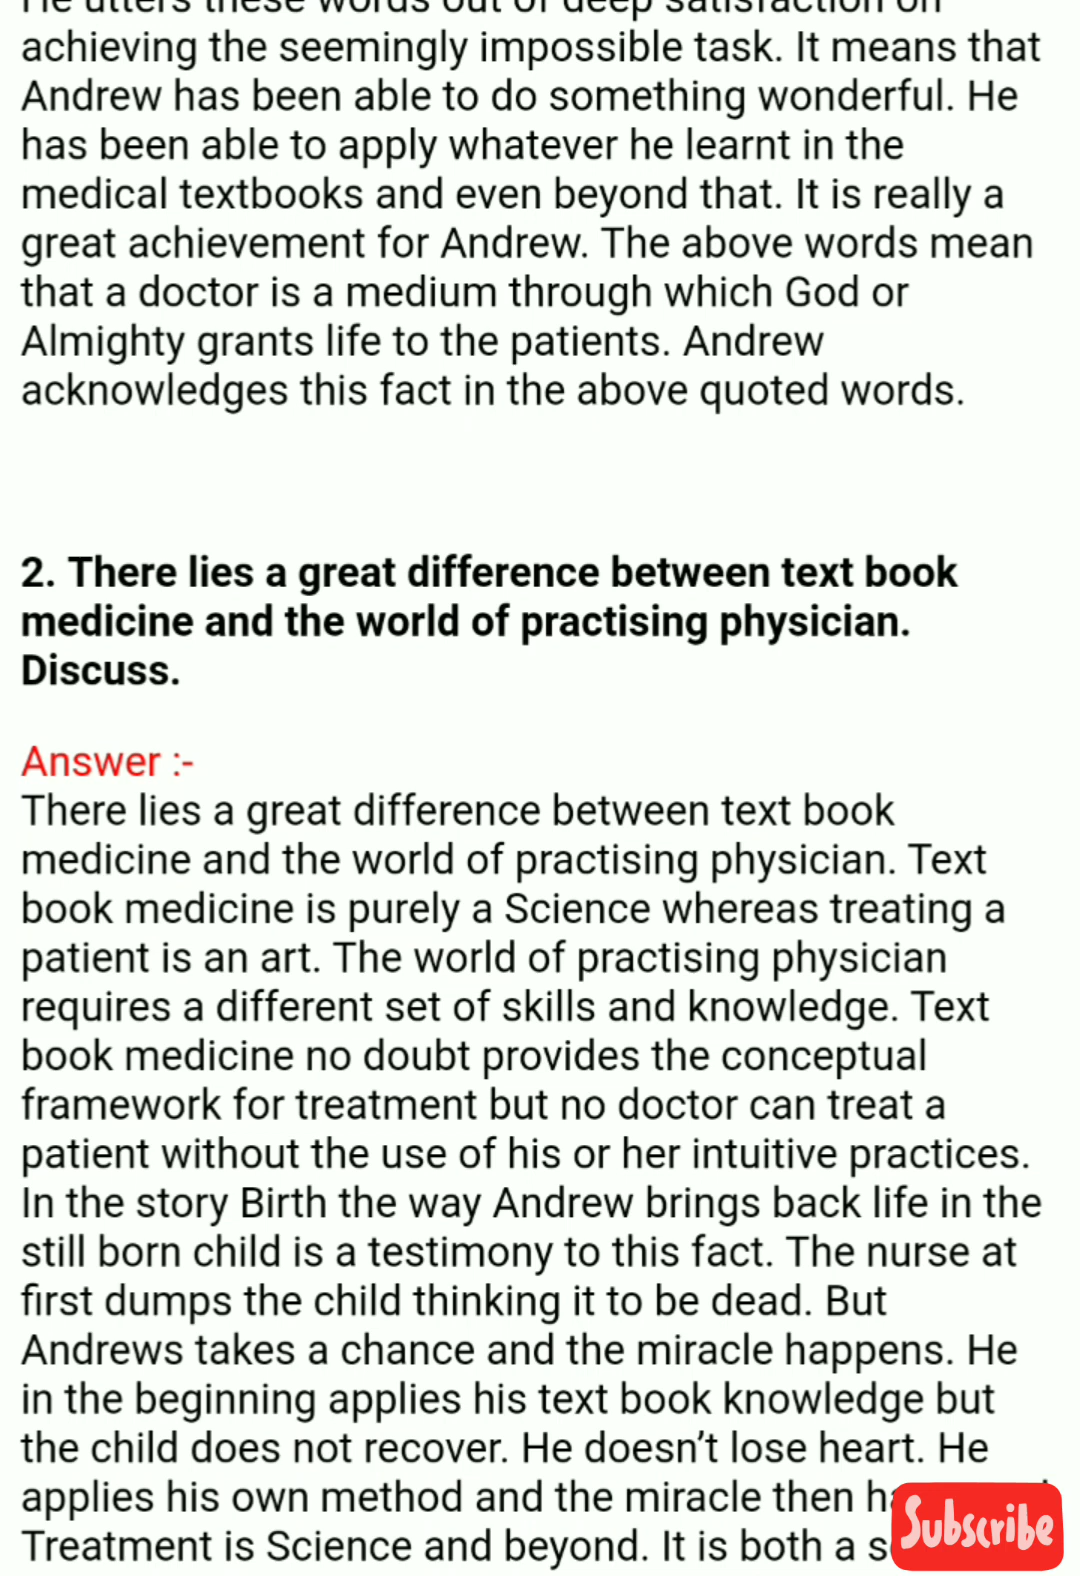 He utters these words out of deep satisfaction on
achieving the seemingly impossible task. It means that
Andrew has been able to do something wonderful. He
has been able to apply whatever he learnt in the
medical textbooks and even beyond that. It is really a
great achievement for Andrew. The above words mean
that a doctor is a medium through which God or
Almighty grants life to the patients. Andrew
acknowledges this fact in the above quoted words.
2. There lies a great difference between text book
medicine and the world of practising physician.
Discuss.
Answer :-
There lies a great difference between text book
medicine and the world of practising physician. Text
book medicine is purely a Science whereas treating a
patient is an art. The world of practising physician
requires a different set of skills and knowledge. Text
book medicine no doubt provides the conceptual
framework for treatment but no doctor can treat a
patient without the use of his or her intuitive practices.
In the story Birth the way Andrew brings back life in the
still born child is a testimony to this fact. The nurse at
first dumps the child thinking it to be dead. But
Andrews takes a chance and the miracle happens. He
in the beginning applies his text book knowledge but
the child does not recover. He doesn’t lose heart. He
applies his own method and the miracle then
Treatment is Science and beyond. It is both a
Subscribe